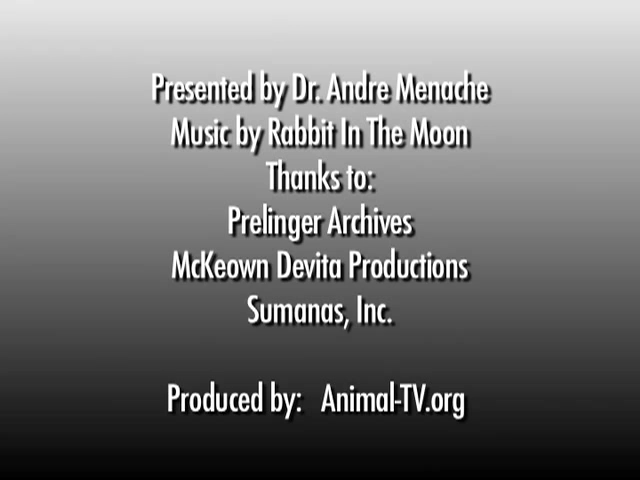 Presented by Dr. Andre Menache
Music by Rabbit In The Moon
Thanks to:
Prelinger Archives
McKeown Devita Productions
Sumanas, Inc.
Produced by: Animal-TV.org